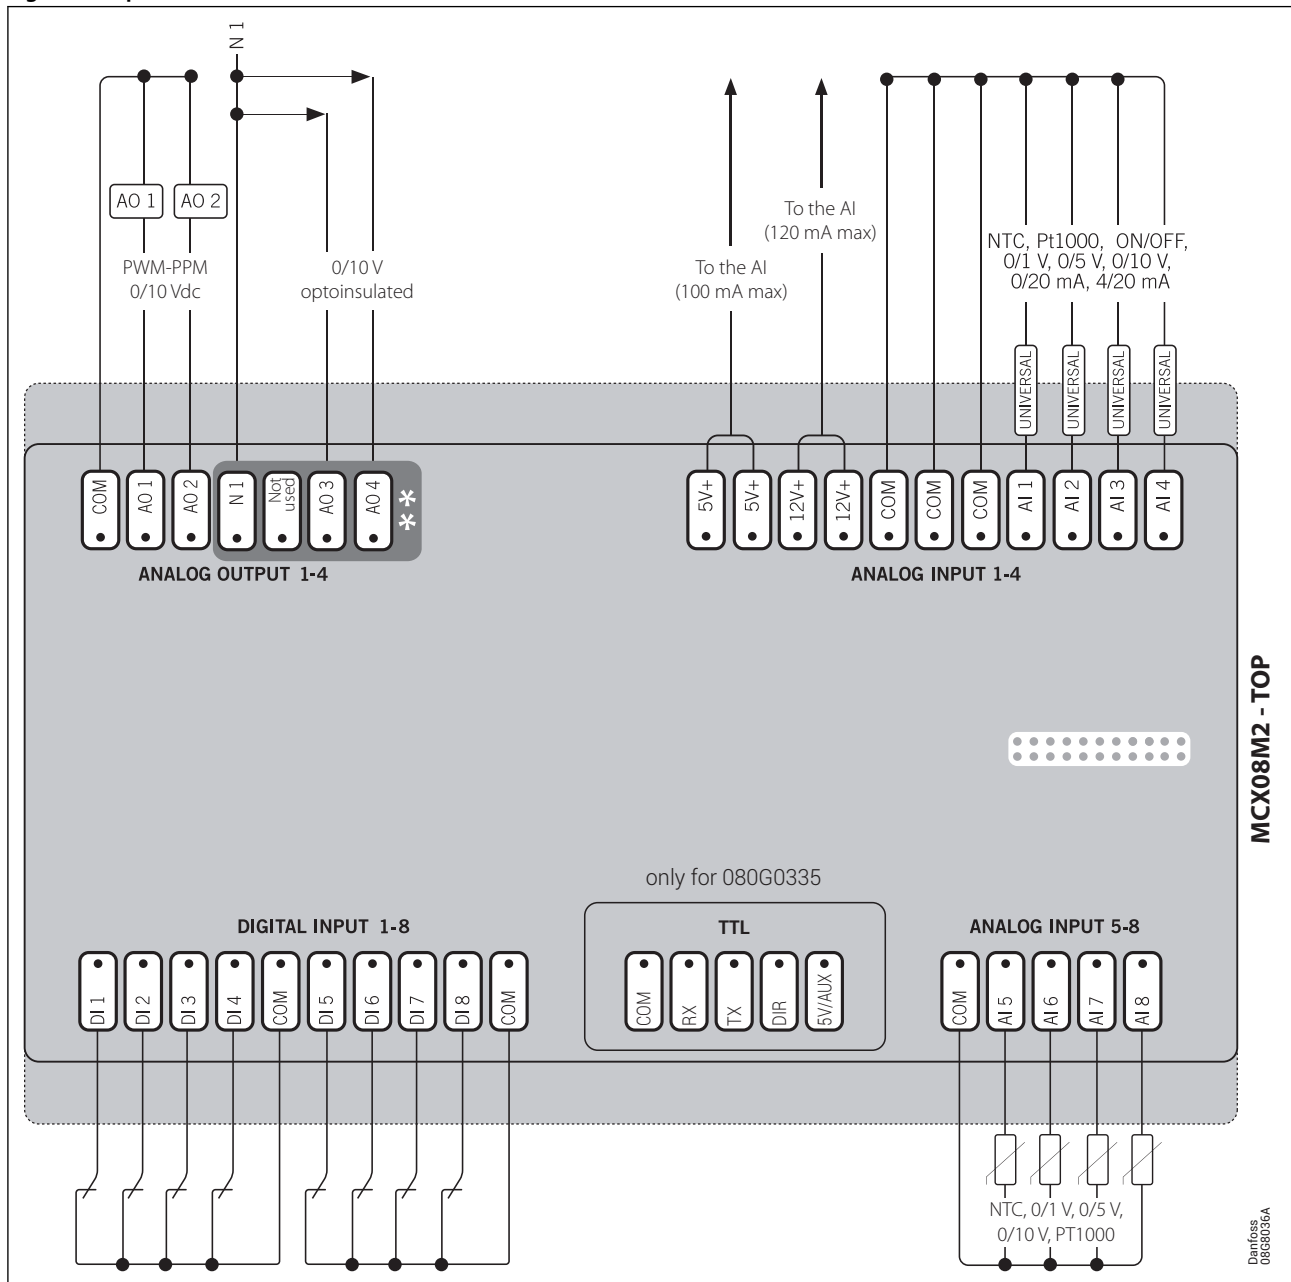 N 1
AO 1
AO 2
PWM-PPM
0/10 Vdc
0/10 V
optoinsulated
To the AI
(100 mA max)
To the AI
(120 mA max)
NTC, Pt1000, ON/OFF,
0/1 V, 0/5 V, 0/10 V,
0/20 mA, 4/20 mA
UNIVERSAL
UNIVERSAL
UNIVERSAL
UNIVERSAL
COM
AO 1
AO 2
N 1
Not
used
AO 3
AO 4
**
5V+
5V+
12V+
12V+
COM
COM
COM
AI 1
AI 2
AI 3
AI 4
ANALOG OUTPUT 1-4
ANALOG INPUT 1-4
MCX08M2 - TOP
only for 080G0335
DIGITAL INPUT 1-8
TTL
ANALOG INPUT 5-8
DI 1
DI 2
DI 3
DI 4
COM
DI 5
DI 6
DI 7
DI 8
COM
COM
RX
TX
DIR
5V/AUX
COM
AI 5
AI 6
AI 7
AI 8
NTC, 0/1 V, 0/5 V,
0/10 V, PT1000
Danfoss
08G8036A